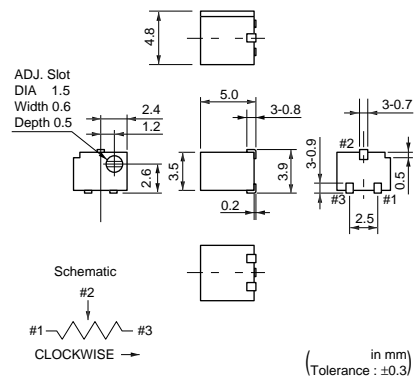 4.8
ADJ. Slot
DIA 1.5
Width 0.6
Depth 0.5
2.4
1.2
2.6
5.0
3-0.8
3.5
3.9
0.2
3-0.7
#2
3-0.9
0.5
#3
#1
2.5
Schematic
#2
#1
#3
CLOCKWISE
in mm
Tolerance : ±0.3